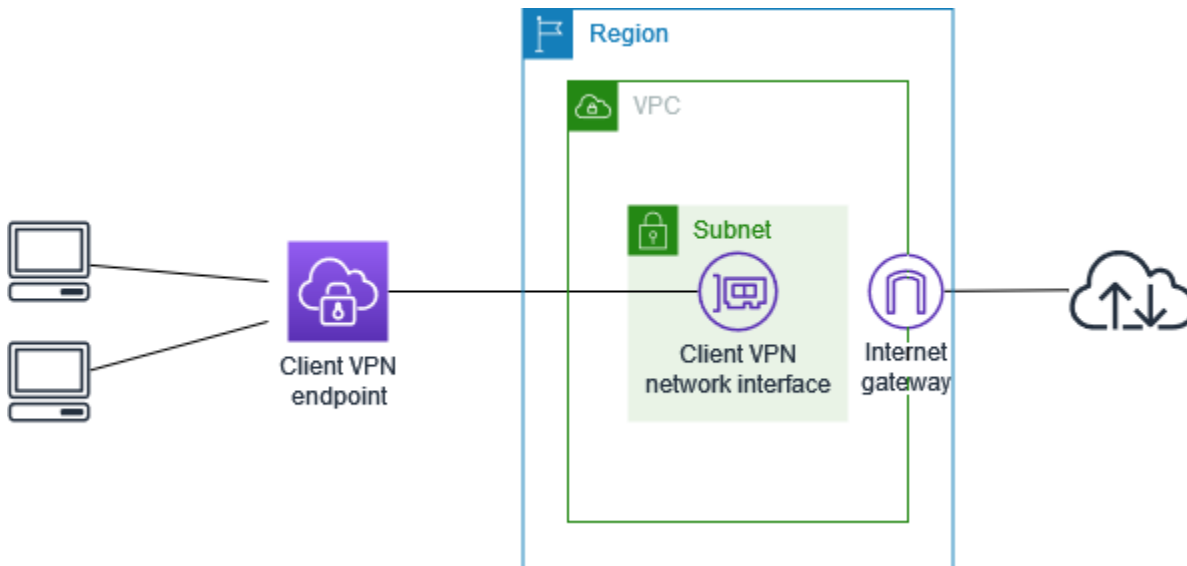 Region
VPC
Subnet
Client VPN
endpoint
Client VPN
network interface
Internet
gateway